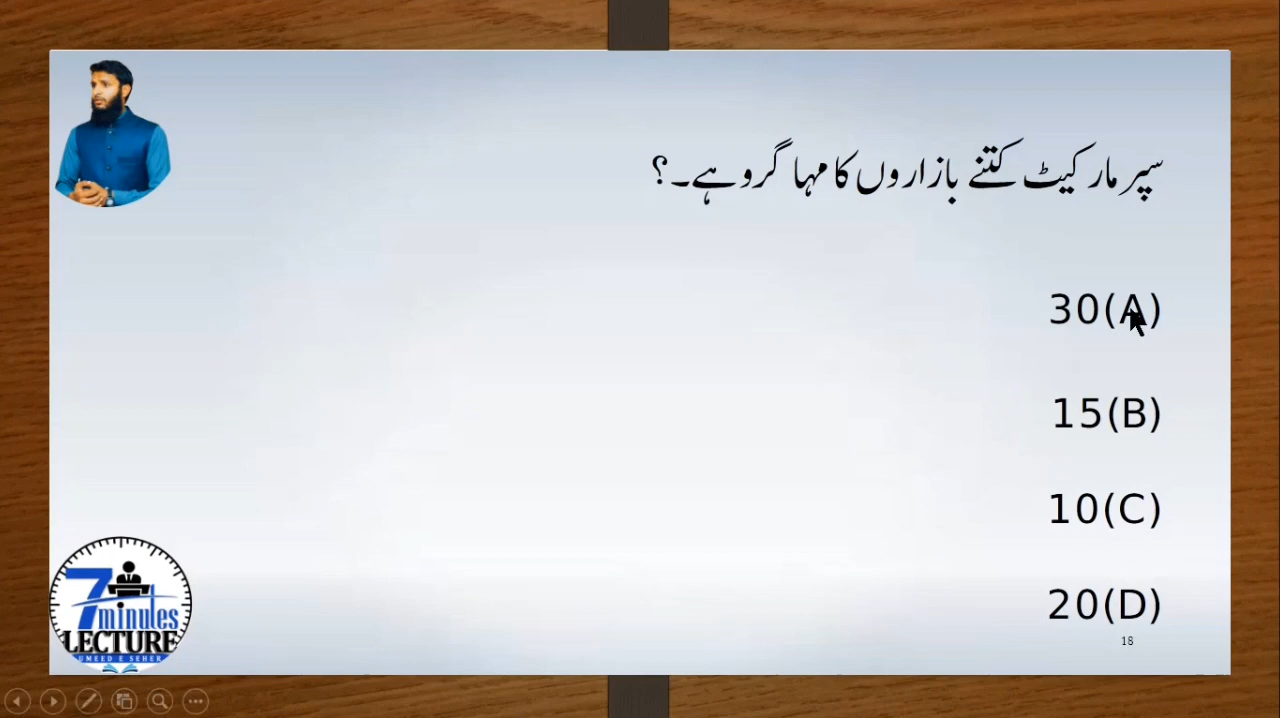 سپر مارکیٹ کتنے بازاروں کا مہا گرو ہے۔؟
30(A)
15(B)
10(C)
20(D)
18
7
minutes
LECTURE
UMEED E SEHER